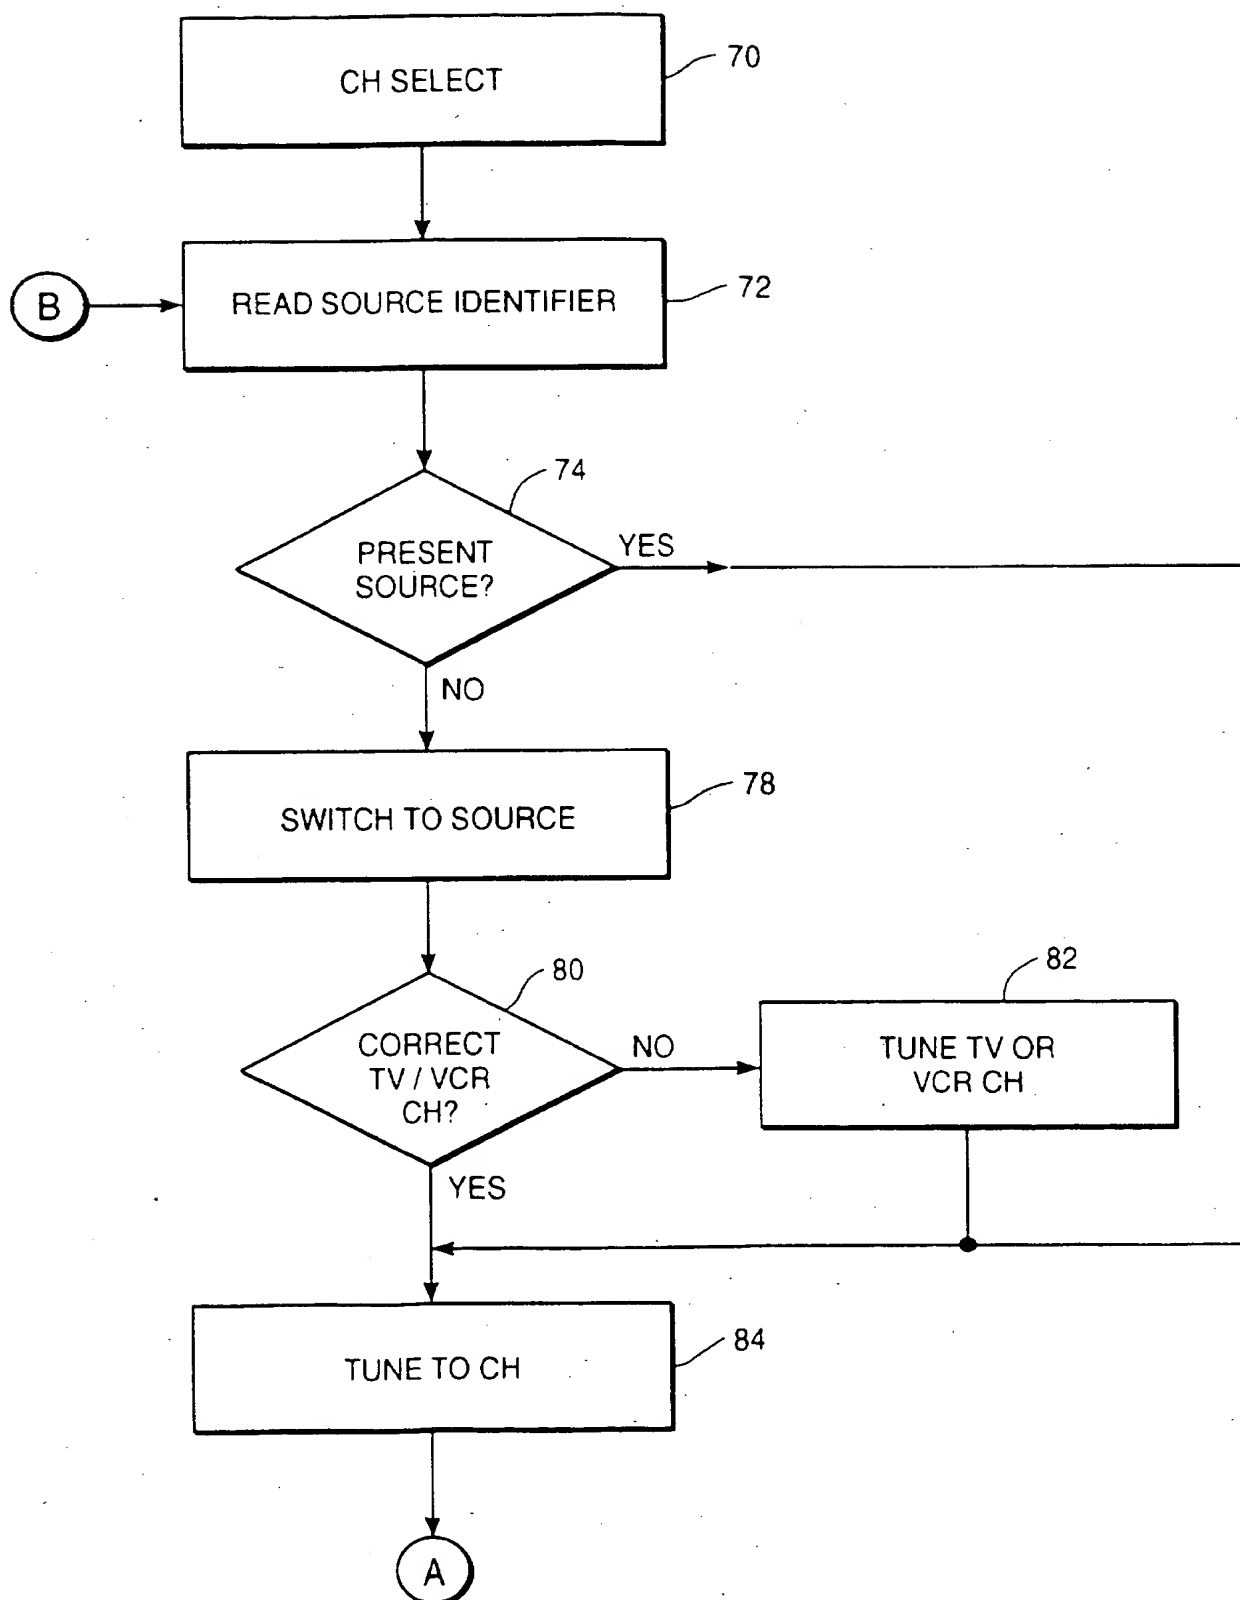 CH SELECT
70
B
READ SOURCE IDENTIFIER
72
74
PRESENT
SOURCE?
YES
NO
SWITCH TO SOURCE
78
80
CORRECT
TV / VCR
CH?
NO
82
TUNE TV OR
VCR CH
YES
TUNE TO CH
84
A